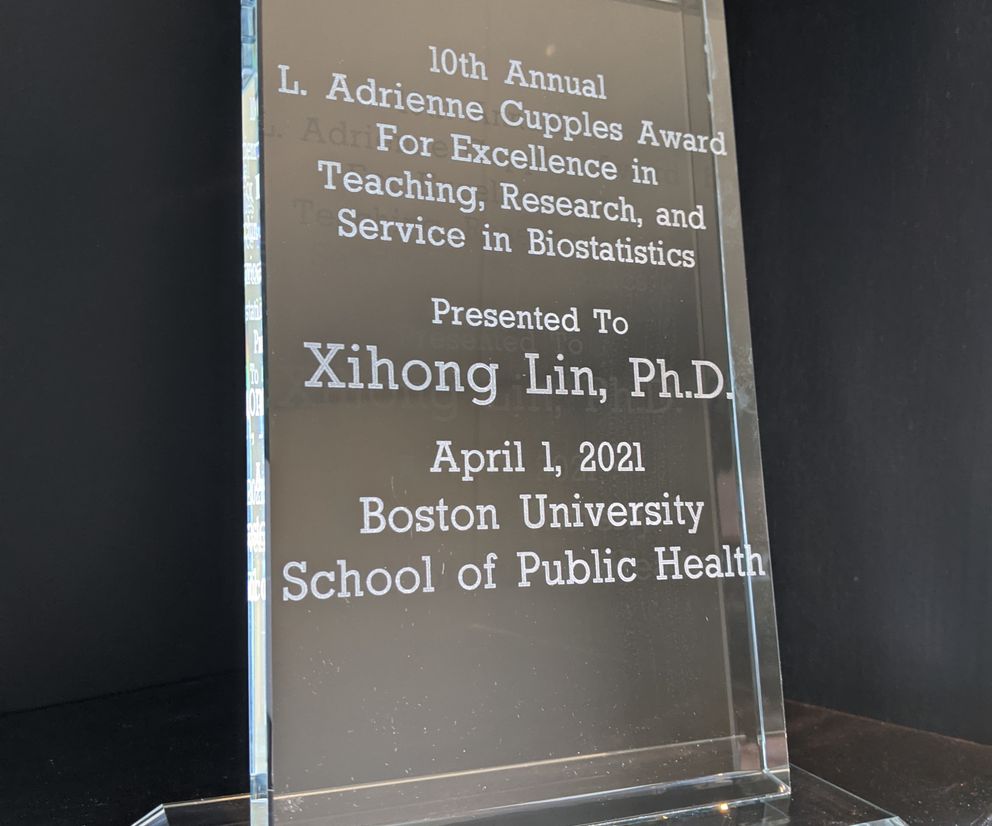 10th Annual
L. Adrienne Cupples Award
For Excellence in
Teaching, Research, and
Service in Biostatistics
Presented To
Xihong Lin, Ph.D.
April 1, 2021
Boston University
School of Public Health